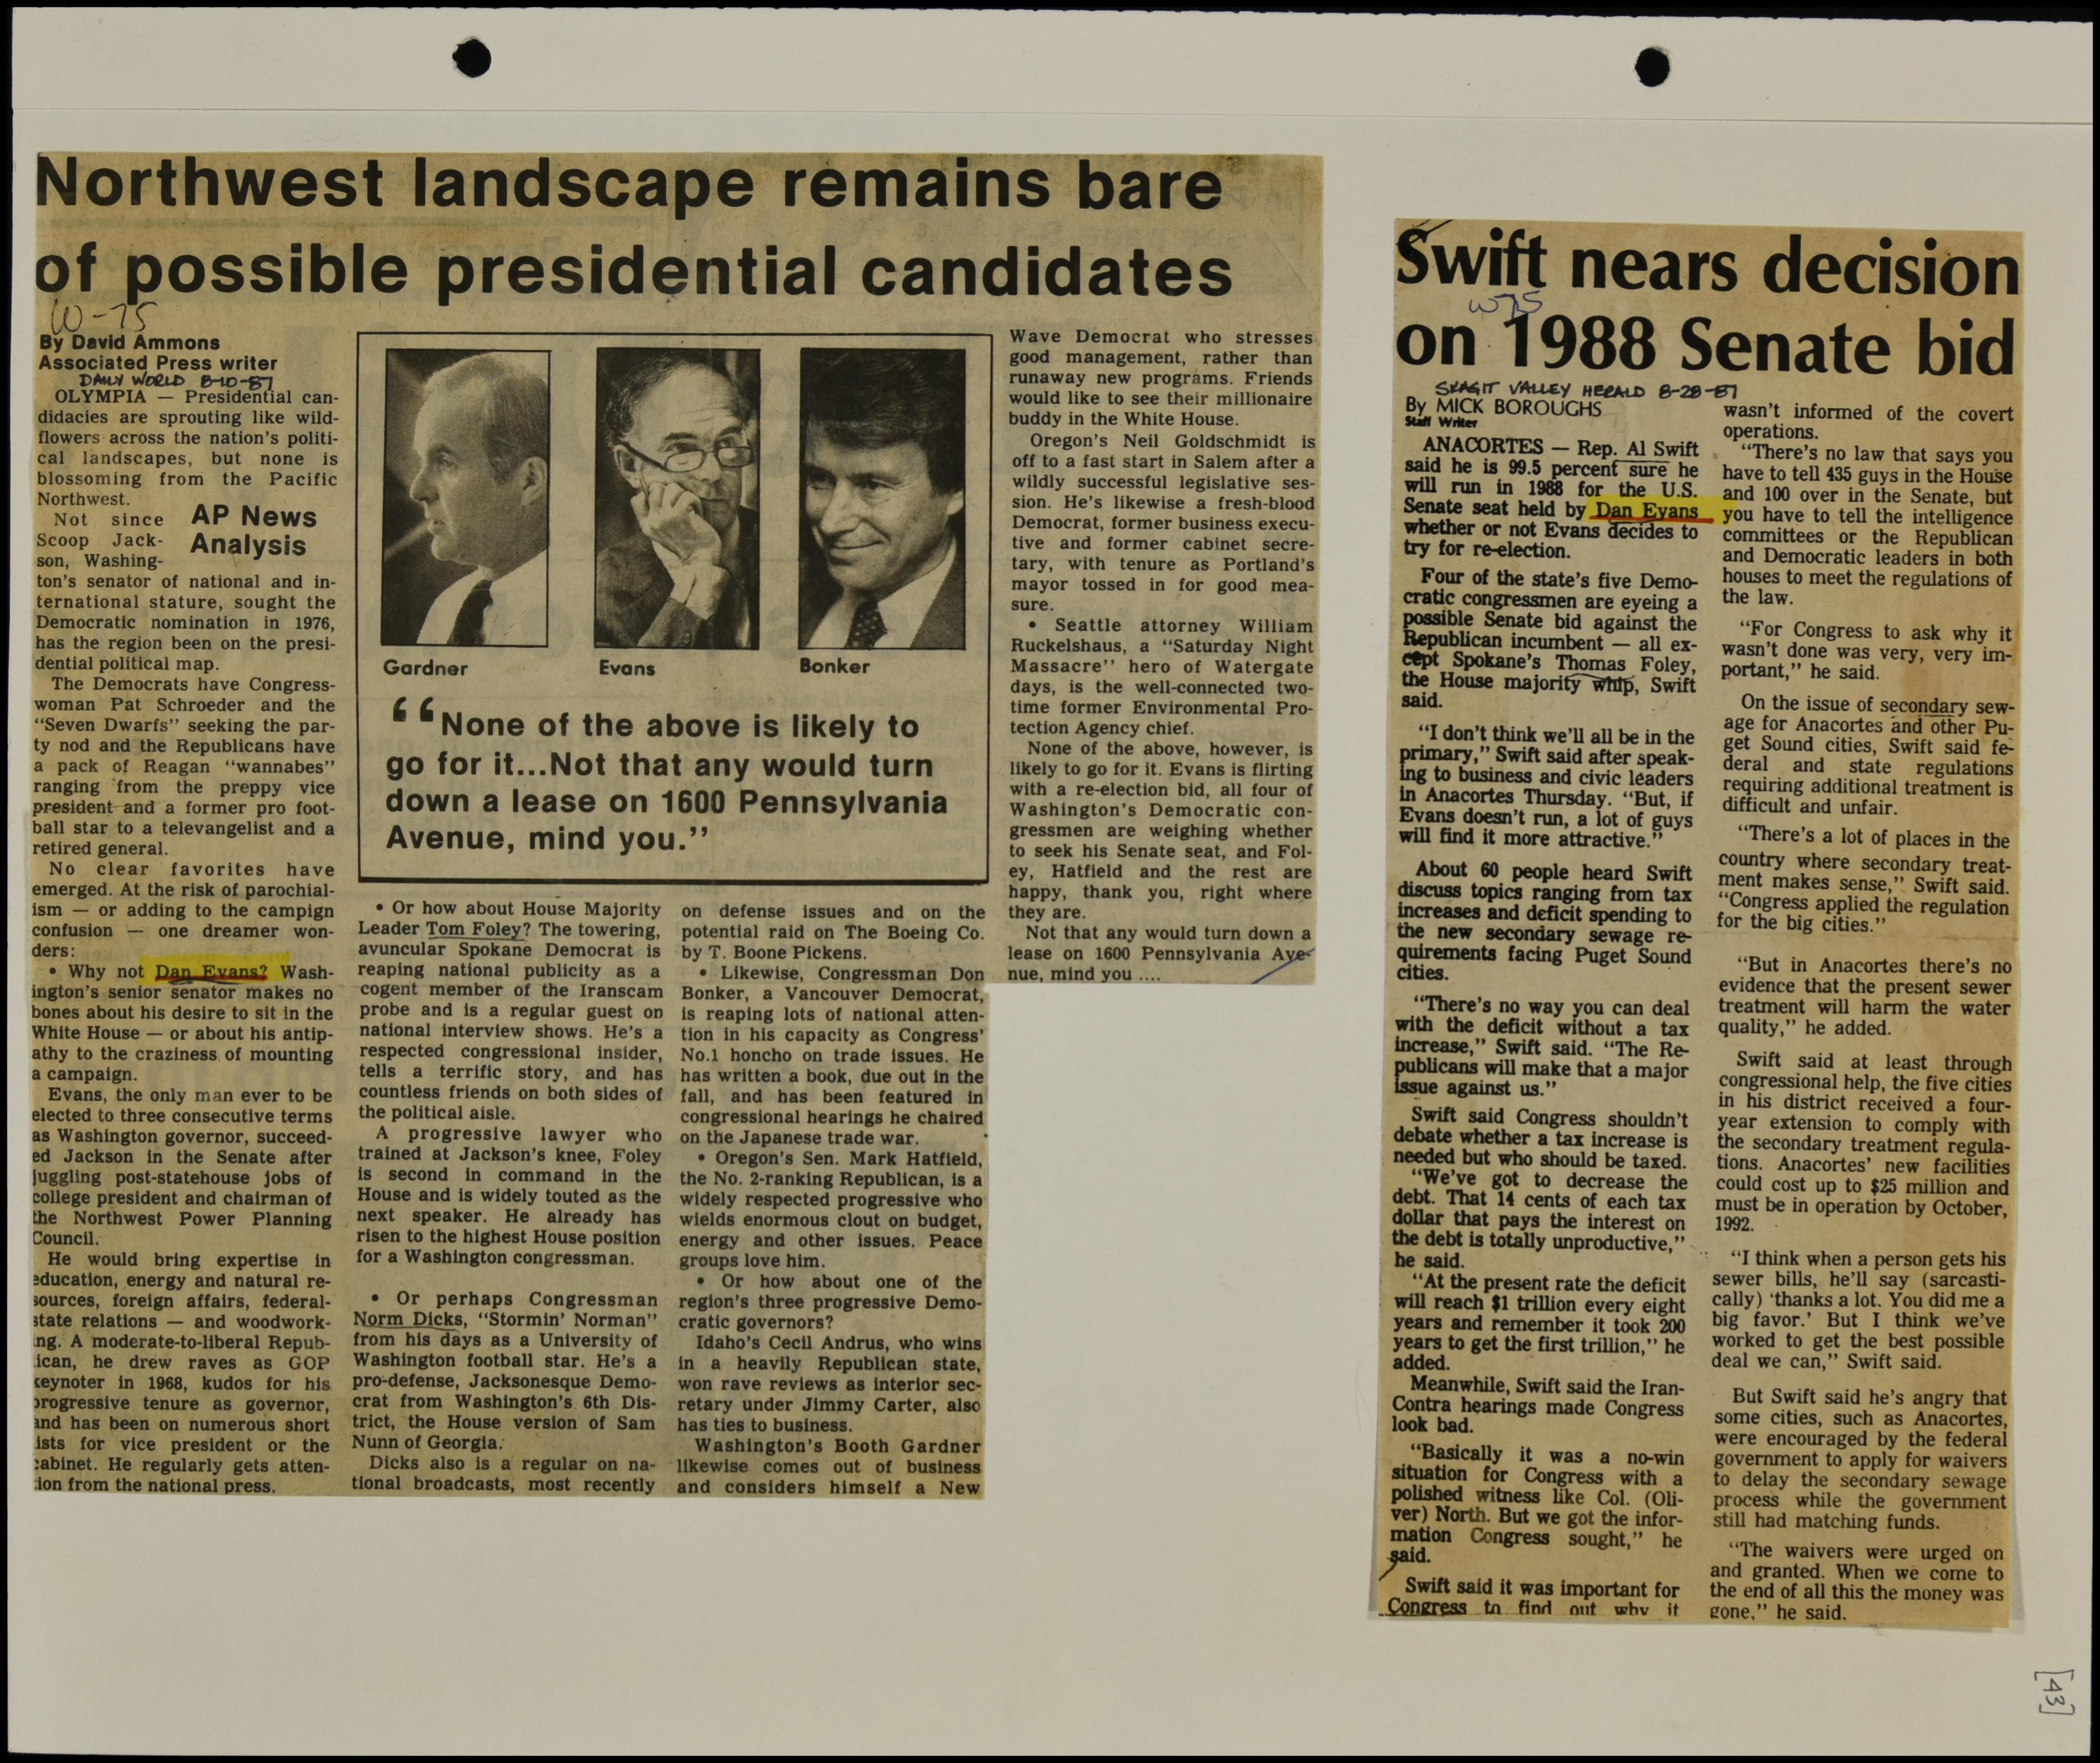 Northwest landscape remains bare
of possible presidential candidates
W-75
By David Ammons
Associated Press writer
DAILY WORLD 8-10-87
OLYMPIA — Presidential can-
didacies are sprouting like wild-
flowers across the nation's politi-
cal landscapes, but none is
blossoming from the Pacific
Northwest.
AP News
Analysis
Not since
Scoop Jack-
son, Washing-
ton's senator of national and in-
ternational stature, sought the
Democratic nomination in 1976,
has the region been on the presi-
dential political map.
The Democrats have Congress-
woman Pat Schroeder and the
"Seven Dwarfs" seeking the par-
ty nod and the Republicans have
a pack of Reagan "wannabes"
ranging from the preppy vice
president and a former pro foot-
ball star to a televangelist and a
retired general.
No clear favorites have
emerged. At the risk of parochial-
ism — or adding to the campign
confusion — one dreamer won-
ders:
• Why not Dan Evans? Wash-
ington's senior senator makes no
bones about his desire to sit in the
White House — or about his antip-
athy to the craziness of mounting
a campaign.
Evans, the only man ever to be
elected to three consecutive terms
as Washington governor, succeed-
ed Jackson in the Senate after
juggling post-statehouse jobs of
college president and chairman of
the Northwest Power Planning
Council.
He would bring expertise in
education, energy and natural re-
sources, foreign affairs, federal-
state relations — and woodwork-
ing. A moderate-to-liberal Repub-
lican, he drew raves as GOP
keynoter in 1968, kudos for his
progressive tenure as governor,
and has been on numerous short
lists for vice president or the
cabinet. He regularly gets atten-
tion from the national press.
Gardner
Evans
Bonker
"None of the above is likely to
go for it...Not that any would turn
down a lease on 1600 Pennsylvania
Avenue, mind you."
• Or how about House Majority
Leader Tom Foley? The towering,
avuncular Spokane Democrat is
reaping national publicity as a
cogent member of the Iranscam
probe and is a regular guest on
national interview shows. He's a
respected congressional insider,
tells a terrific story, and has
countless friends on both sides of
the political aisle.
A progressive lawyer who
trained at Jackson's knee, Foley
is second in command in the
House and is widely touted as the
next speaker. He already has
risen to the highest House position
for a Washington congressman.
• Or perhaps Congressman
Norm Dicks, "Stormin' Norman"
from his days as a University of
Washington football star. He's a
pro-defense, Jacksonesque Demo-
crat from Washington's 6th Dis-
trict, the House version of Sam
Nunn of Georgia.
Dicks also is a regular on na-
tional broadcasts, most recently
on defense issues and on the
potential raid on The Boeing Co.
by T. Boone Pickens.
• Likewise, Congressman Don
Bonker, a Vancouver Democrat,
is reaping lots of national atten-
tion in his capacity as Congress'
No.1 honcho on trade issues. He
has written a book, due out in the
fall, and has been featured in
congressional hearings he chaired
on the Japanese trade war.
• Oregon's Sen. Mark Hatfield,
the No. 2-ranking Republican, is a
widely respected progressive who
wields enormous clout on budget,
energy and other issues. Peace
groups love him.
• Or how about one of the
region's three progressive Demo-
cratic governors?
Idaho's Cecil Andrus, who wins
in a heavily Republican state,
won rave reviews as interior sec-
retary under Jimmy Carter, also
has ties to business.
Washington's Booth Gardner
likewise comes out of business
and considers himself a New
Wave Democrat who stresses
good management, rather than
runaway new programs. Friends
would like to see their millionaire
buddy in the White House.
Oregon's Neil Goldschmidt is
off to a fast start in Salem after a
wildly successful legislative ses-
sion. He's likewise a fresh-blood
Democrat, former business execu-
tive and former cabinet secre-
tary, with tenure as Portland's
mayor tossed in for good mea-
sure.
• Seattle attorney William
Ruckelshaus, a "Saturday Night
Massacre" hero of Watergate
days, is the well-connected two-
time former Environmental Pro-
tection Agency chief.
None of the above, however, is
likely to go for it. Evans is flirting
with a re-election bid, all four of
Washington's Democratic con-
gressmen are weighing whether
to seek his Senate seat, and Fol-
ey, Hatfield and the rest are
happy, thank you, right where
they are.
Not that any would turn down a
lease on 1600 Pennsylvania Ave-
nue, mind you ....
Swift nears decision
on 1988 Senate bid
W75
SKAGIT VALLEY HERALD 8-28-87
By MICK BOROUGHS
Staff Writer
ANACORTES — Rep. Al Swift
said he is 99.5 percent sure he
will run in 1988 for the U.S.
Senate seat held by Dan Evans
whether or not Evans decides to
try for re-election.
Four of the state's five Demo-
cratic congressmen are eyeing a
possible Senate bid against the
Republican incumbent — all ex-
cept Spokane's Thomas Foley,
the House majority whip, Swift
said.
"I don't think we'll all be in the
primary," Swift said after speak-
ing to business and civic leaders
in Anacortes Thursday. "But, if
Evans doesn't run, a lot of guys
will find it more attractive."
About 60 people heard Swift
discuss topics ranging from tax
increases and deficit spending to
the new secondary sewage re-
quirements facing Puget Sound
cities.
"There's no way you can deal
with the deficit without a tax
increase," Swift said. "The Re-
publicans will make that a major
issue against us."
Swift said Congress shouldn't
debate whether a tax increase is
needed but who should be taxed.
"We've got to decrease the
debt. That 14 cents of each tax
dollar that pays the interest on
the debt is totally unproductive,"
he said.
"At the present rate the deficit
will reach $1 trillion every eight
years and remember it took 200
years to get the first trillion," he
added.
Meanwhile, Swift said the Iran-
Contra hearings made Congress
look bad.
"Basically it was a no-win
situation for Congress with a
polished witness like Col. (Oli-
ver) North. But we got the infor-
mation Congress sought," he
said.
Swift said it was important for
Congress to find out why it
wasn't informed of the covert
operations.
"There's no law that says you
have to tell 435 guys in the House
and 100 over in the Senate, but
you have to tell the intelligence
committees or the Republican
and Democratic leaders in both
houses to meet the regulations of
the law.
"For Congress to ask why it
wasn't done was very, very im-
portant," he said.
On the issue of secondary sew-
age for Anacortes and other Pu-
get Sound cities, Swift said fe-
deral and state regulations
requiring additional treatment is
difficult and unfair.
"There's a lot of places in the
country where secondary treat-
ment makes sense," Swift said.
"Congress applied the regulation
for the big cities."
"But in Anacortes there's no
evidence that the present sewer
treatment will harm the water
quality," he added.
Swift said at least through
congressional help, the five cities
in his district received a four-
year extension to comply with
the secondary treatment regula-
tions. Anacortes' new facilities
could cost up to $25 million and
must be in operation by October,
1992.
"I think when a person gets his
sewer bills, he'll say (sarcasti-
cally) 'thanks a lot. You did me a
big favor.' But I think we've
worked to get the best possible
deal we can," Swift said.
But Swift said he's angry that
some cities, such as Anacortes,
were encouraged by the federal
government to apply for waivers
to delay the secondary sewage
process while the government
still had matching funds.
"The waivers were urged on
and granted. When we come to
the end of all this the money was
gone," he said.
[43]